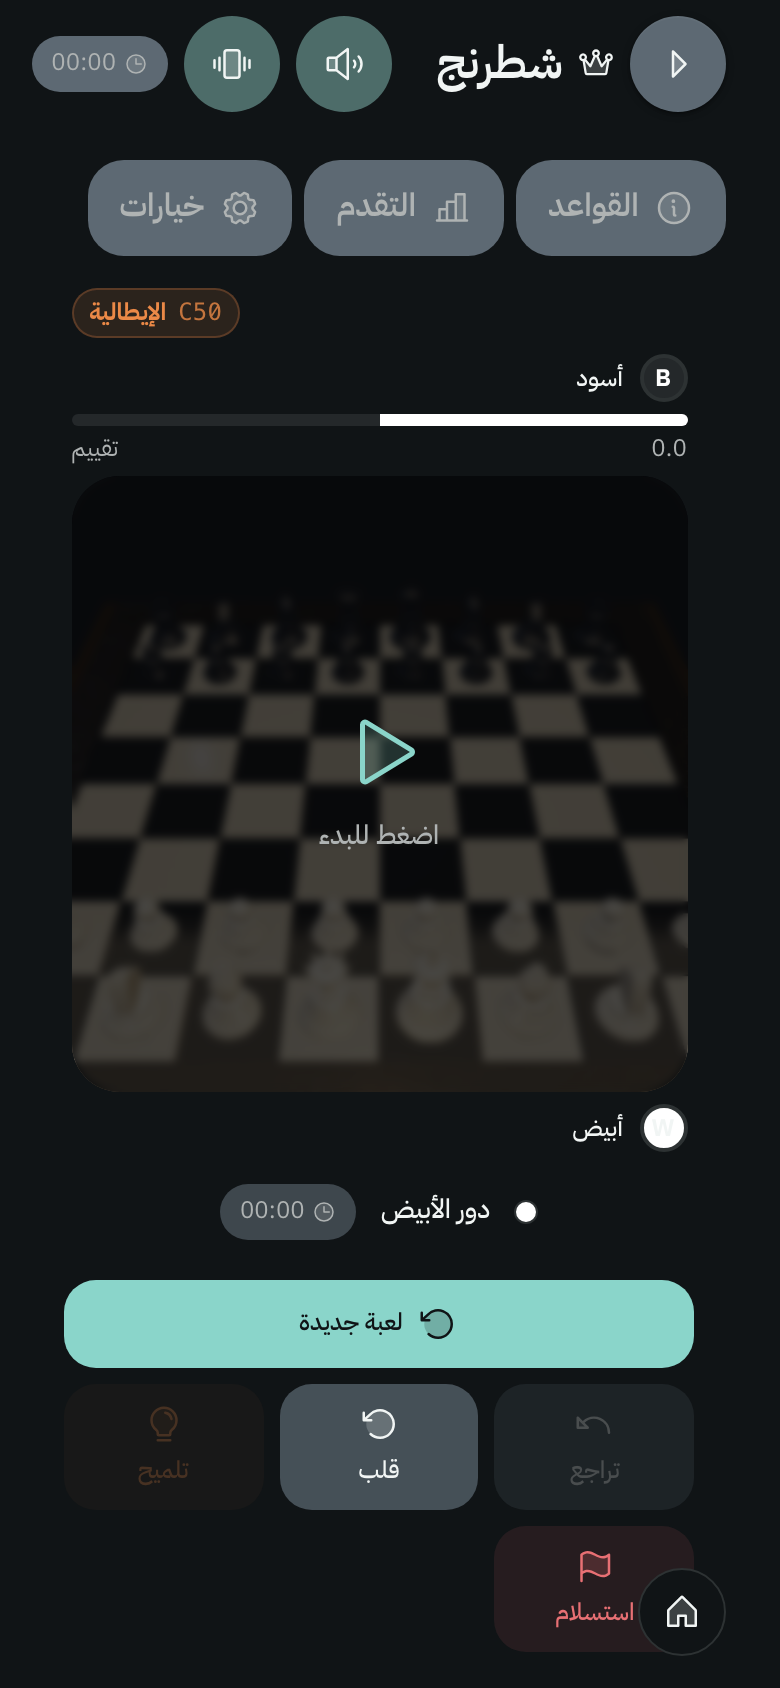 شطرنج
00:00
القواعد
التقدم
خيارات
C50 الإيطالية
B أسود
0.0
تقييم
اضغط للبدء
W أبيض
دور الأبيض
00:00
لعبة جديدة
تراجع
قلب
تلميح
استسلام